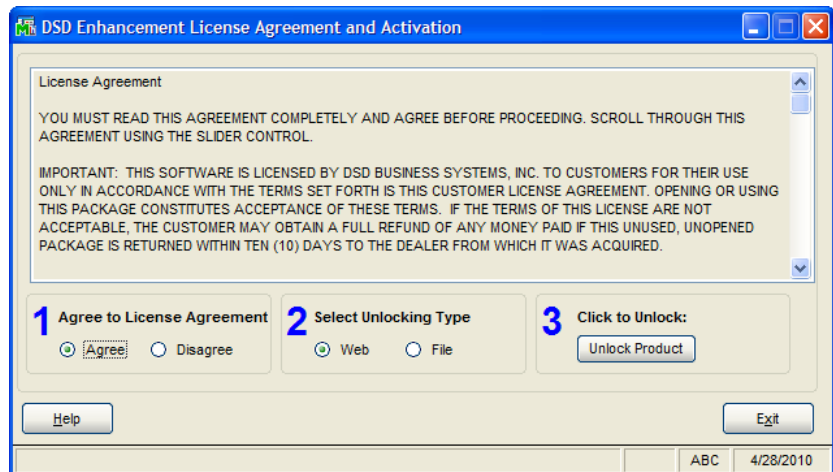 DSD Enhancement License Agreement and Activation
License Agreement
YOU MUST READ THIS AGREEMENT COMPLETELY AND AGREE BEFORE PROCEEDING. SCROLL THROUGH THIS
AGREEMENT USING THE SLIDER CONTROL.
IMPORTANT: THIS SOFTWARE IS LICENSED BY DSD BUSINESS SYSTEMS, INC. TO CUSTOMERS FOR THEIR USE
ONLY IN ACCORDANCE WITH THE TERMS SET FORTH IS THIS CUSTOMER LICENSE AGREEMENT. OPENING OR USING
THIS PACKAGE CONSTITUTES ACCEPTANCE OF THESE TERMS. IF THE TERMS OF THIS LICENSE ARE NOT
ACCEPTABLE, THE CUSTOMER MAY OBTAIN A FULL REFUND OF ANY MONEY PAID IF THIS UNUSED, UNOPENED
PACKAGE IS RETURNED WITHIN TEN (10) DAYS TO THE DEALER FROM WHICH IT WAS ACQUIRED.
1 Agree to License Agreement
Agree Disagree
2 Select Unlocking Type
Web File
3 Click to Unlock:
Unlock Product
Help Exit
ABC 4/28/2010